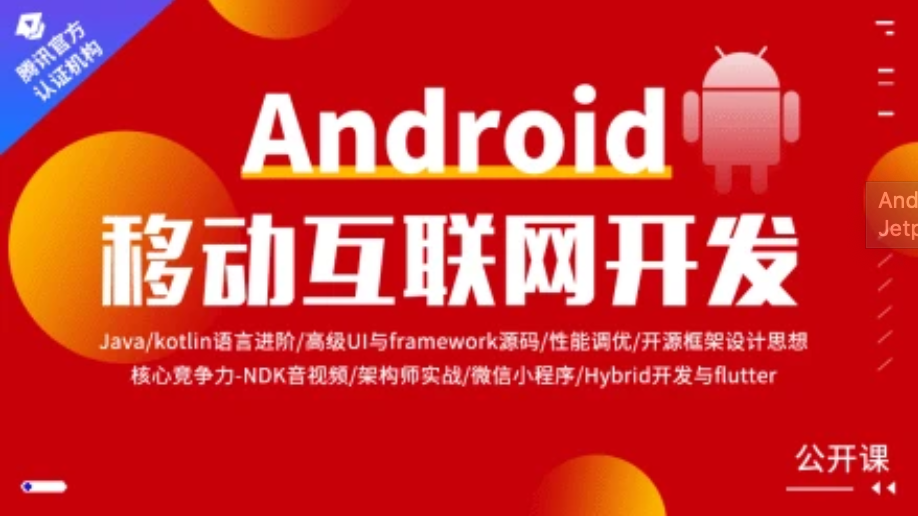 腾讯官方
认证机构
Android
移动互联网开发
And
Jetp
Java/kotlin语言进阶/高级UI与framework源码/性能调优/开源框架设计思想
核心竞争力-NDK音视频/架构师实战/微信小程序/Hybrid开发与flutter
公开课